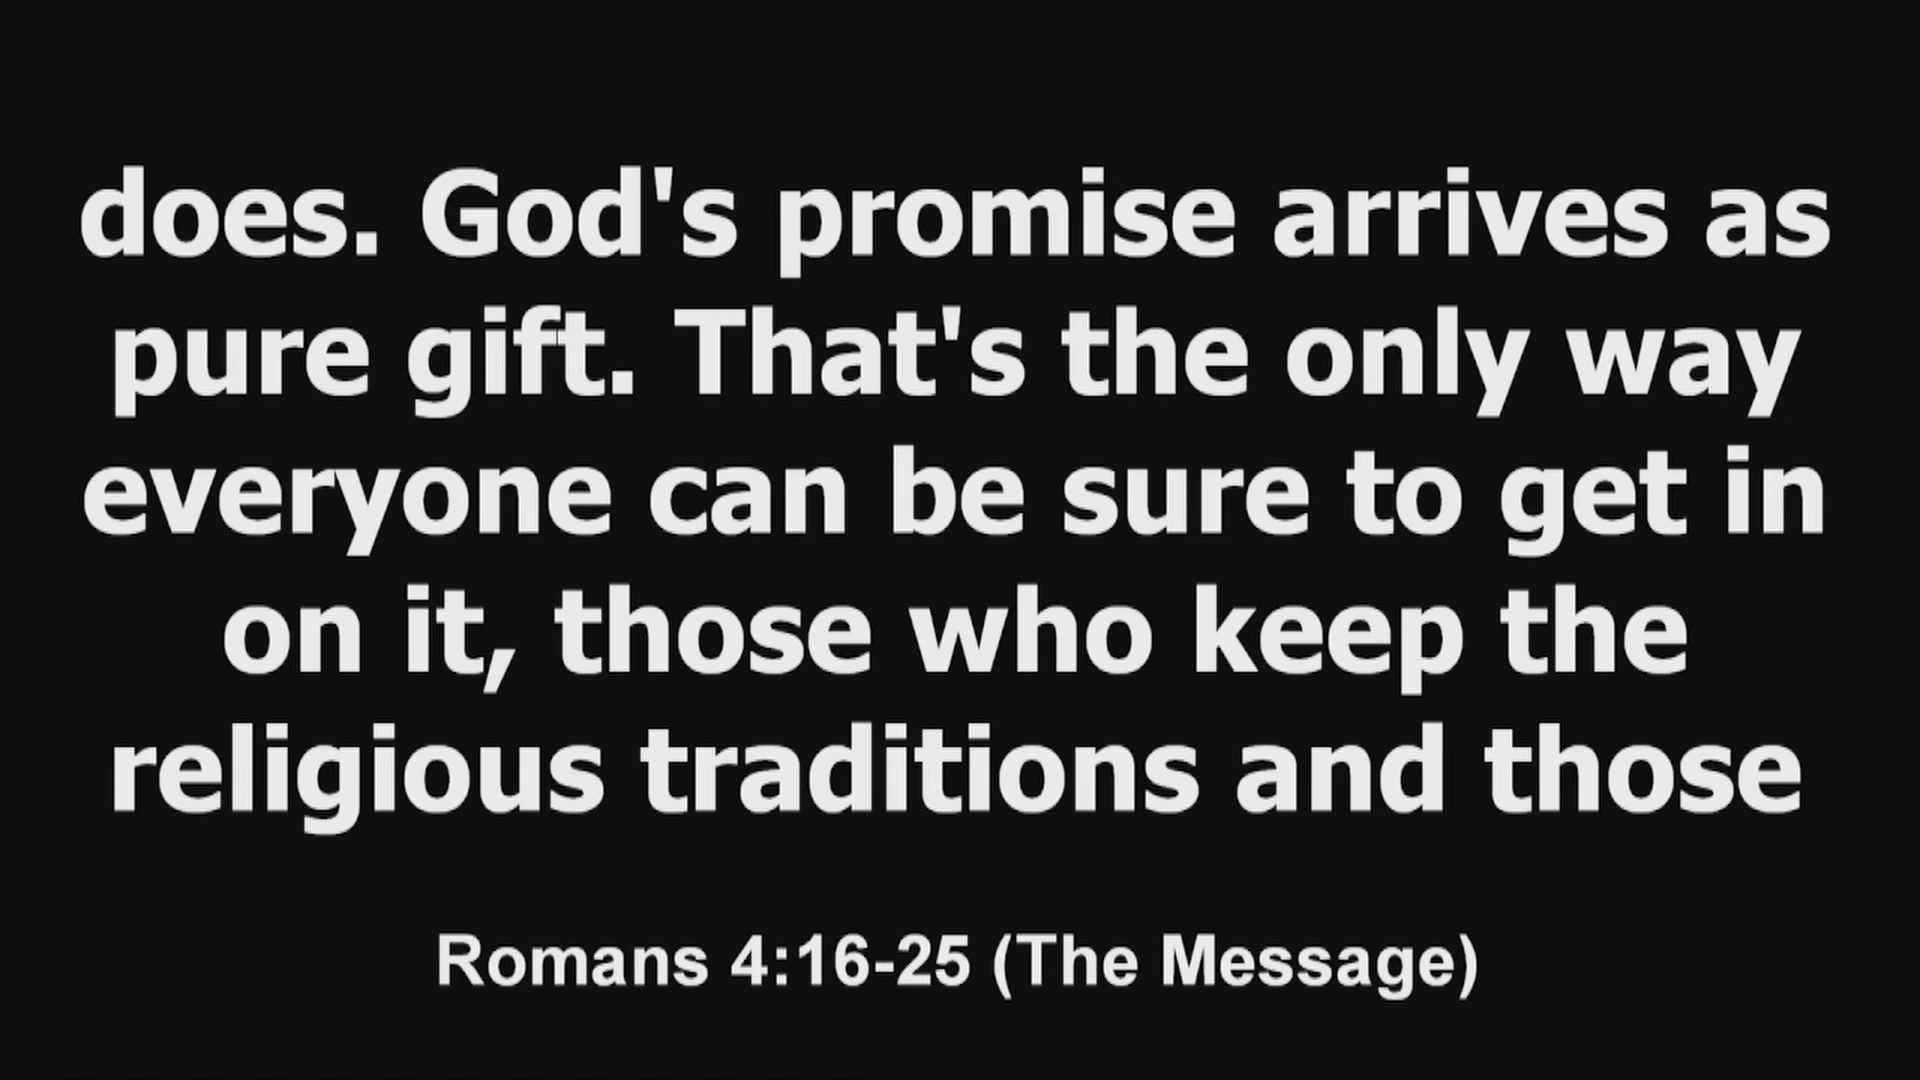 does. God's promise arrives as
pure gift. That's the only way
everyone can be sure to get in
on it, those who keep the
religious traditions and those
Romans 4:16-25 (The Message)